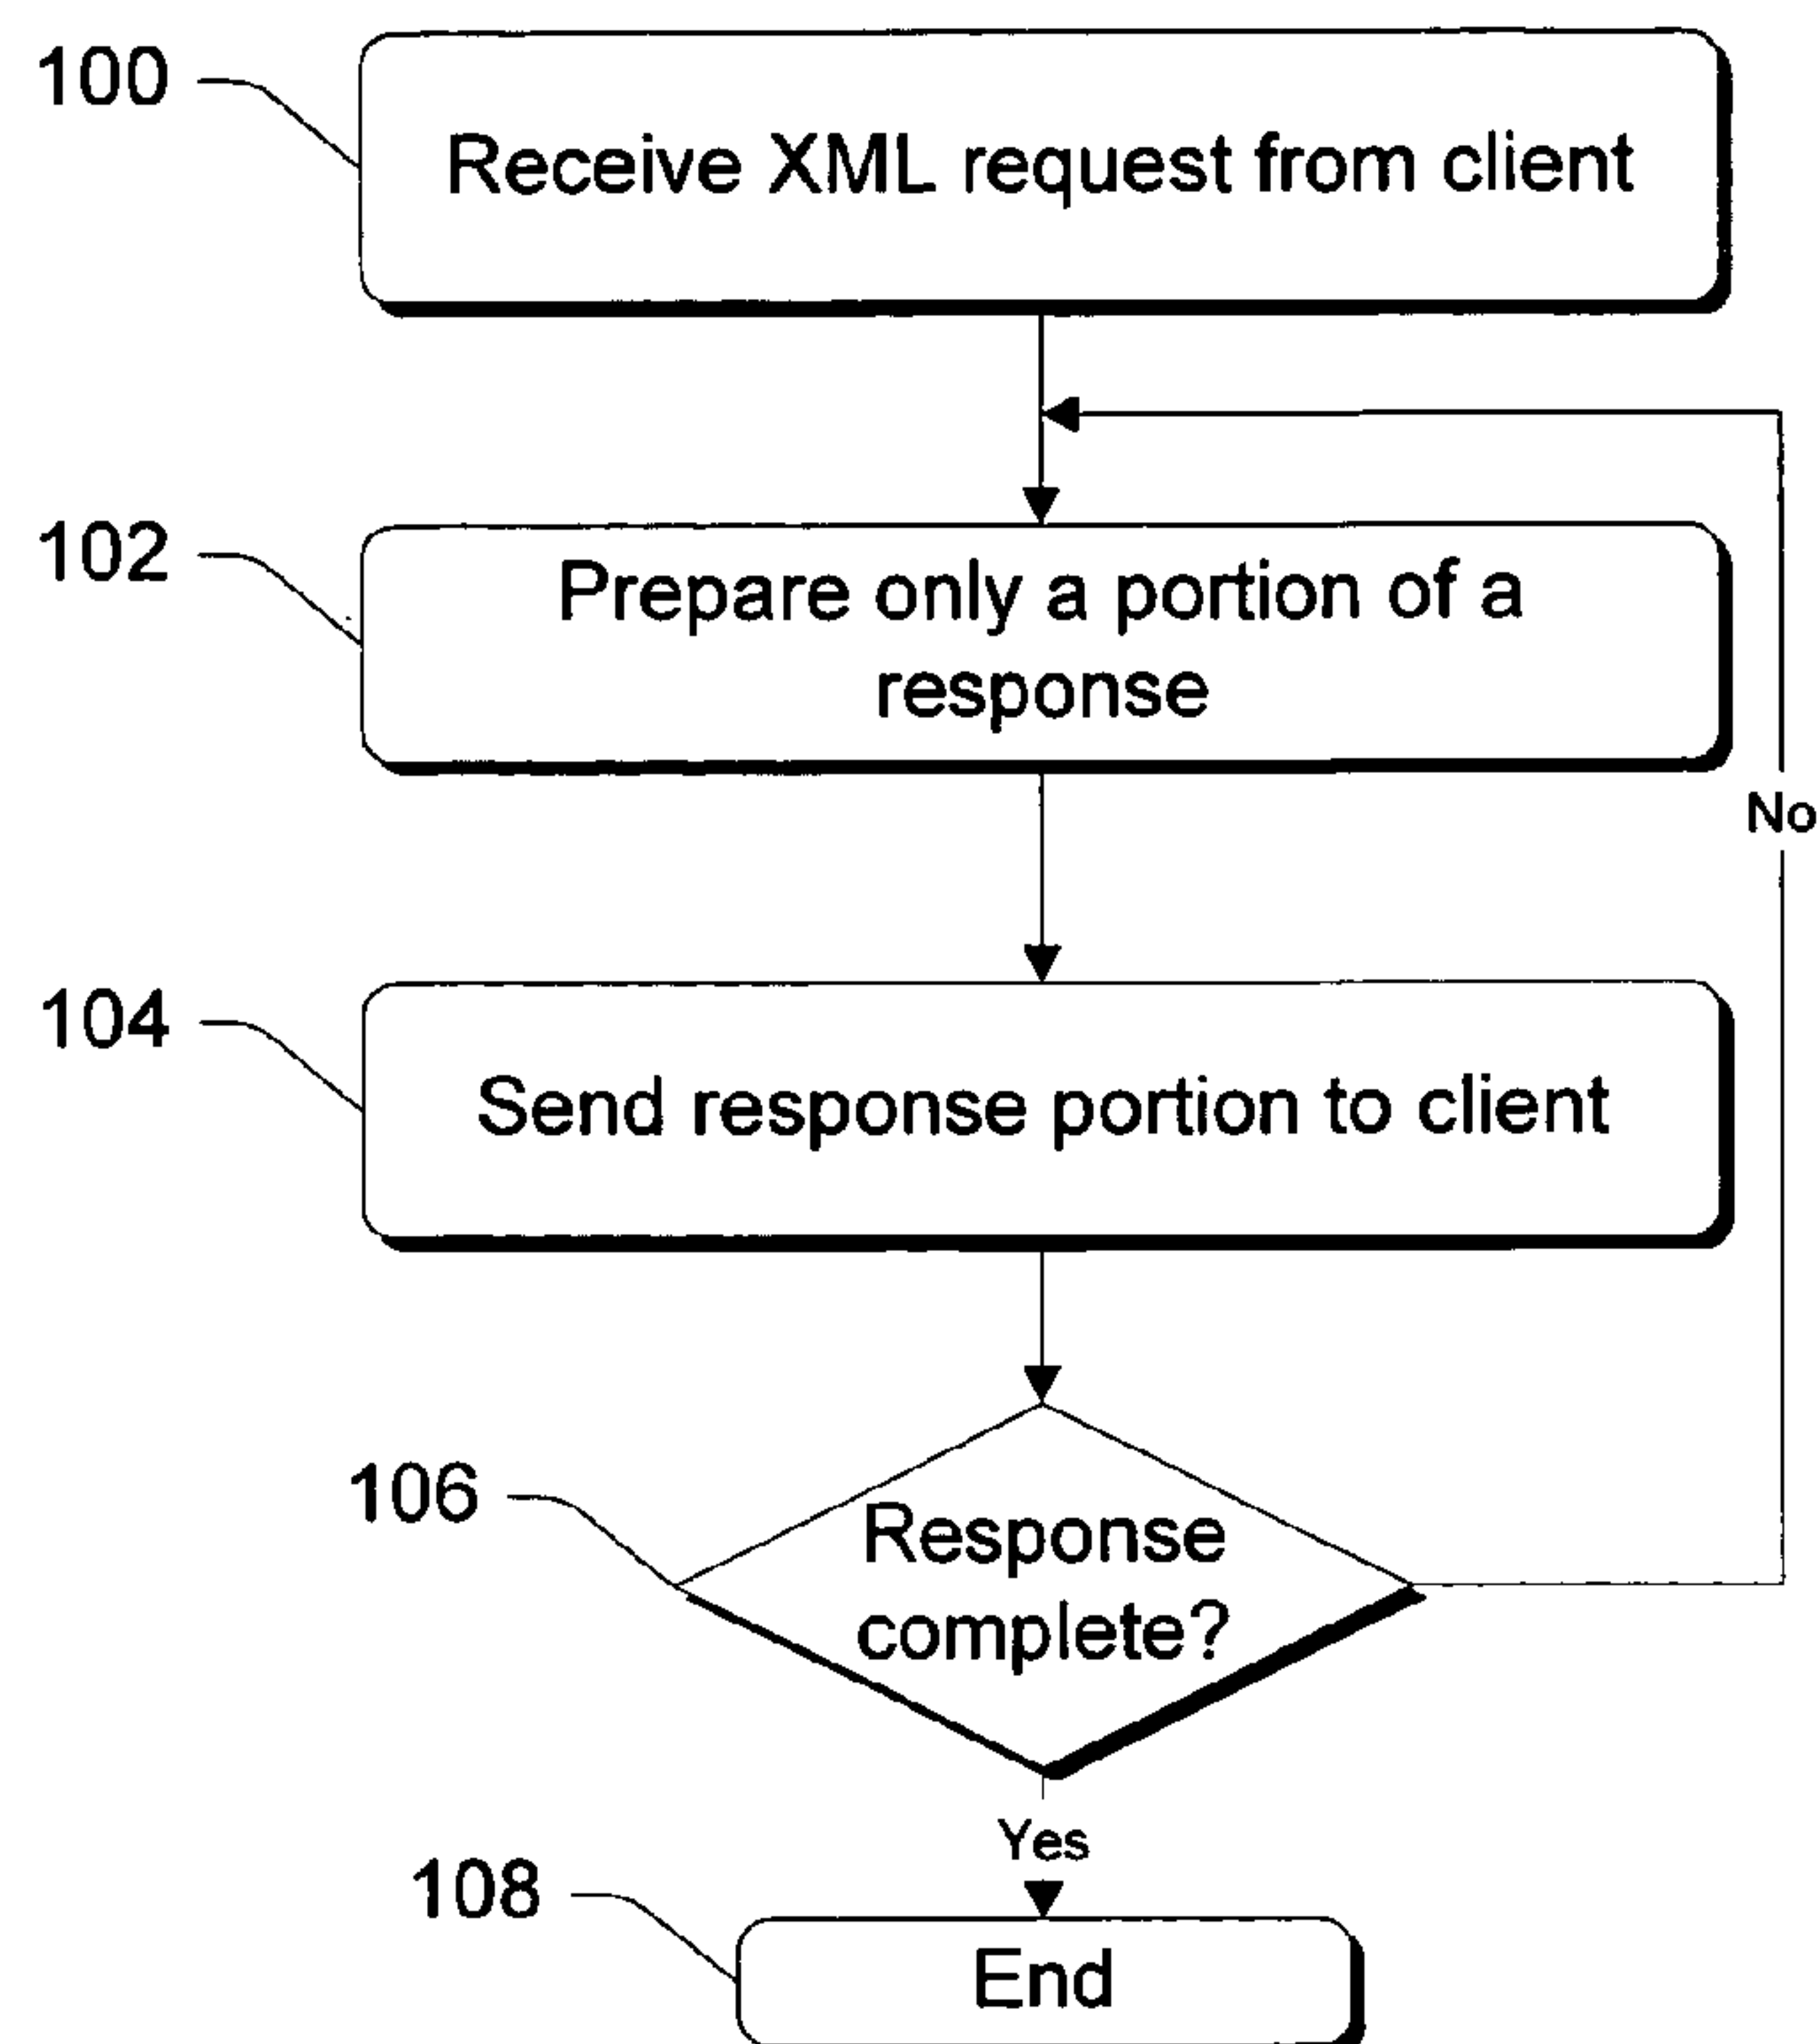 100
Receive XML request from client
102
Prepare only a portion of a
response
No
104
Send response portion to client
106
Response
complete?
Yes
108
End